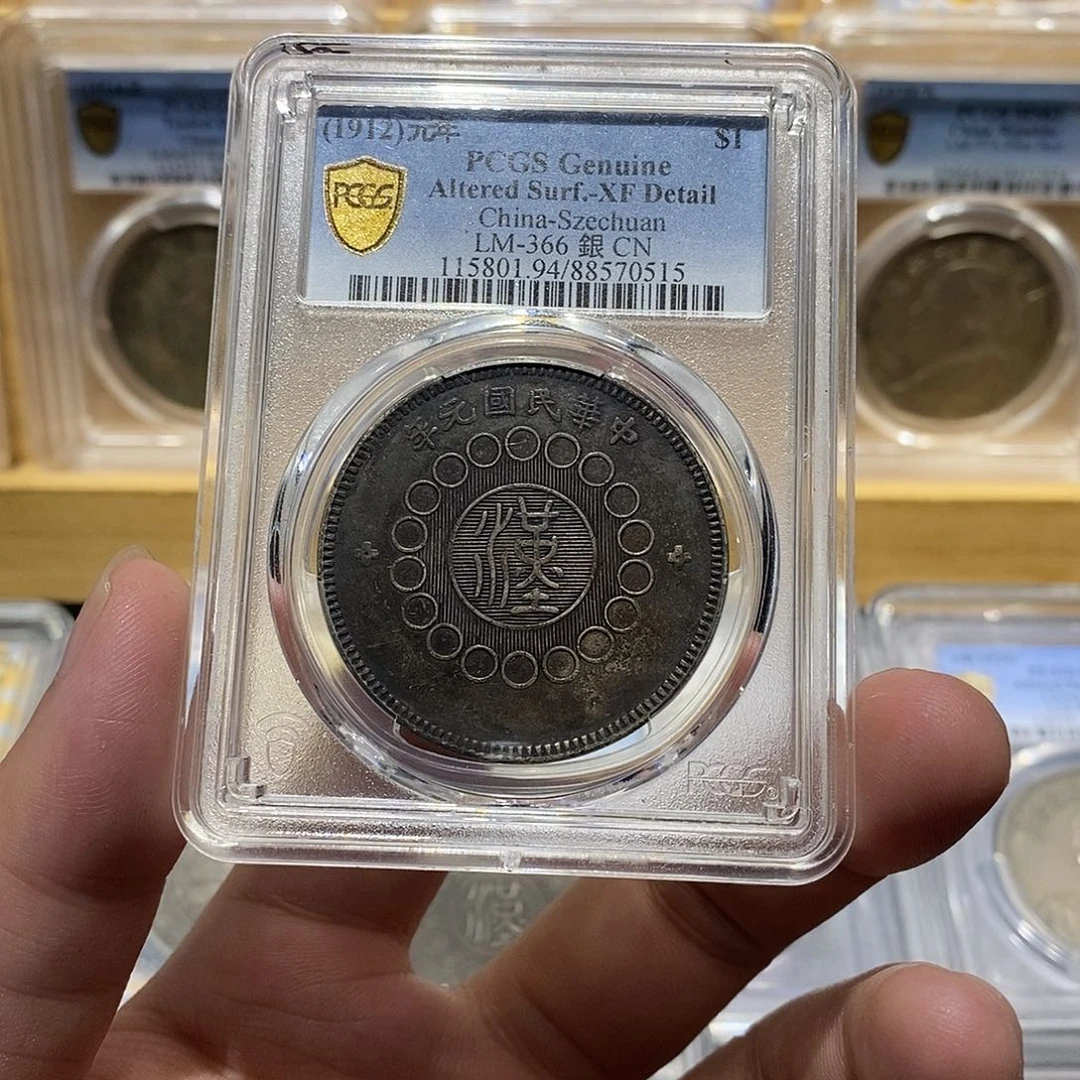 (1912)元年 $1
PCGS Genuine
PCGS
Altered Surf.-XF Detail
China-Szechuan
LM-366 銀 CN
115801.94/88570515
年元國民華中
漢
PCGS